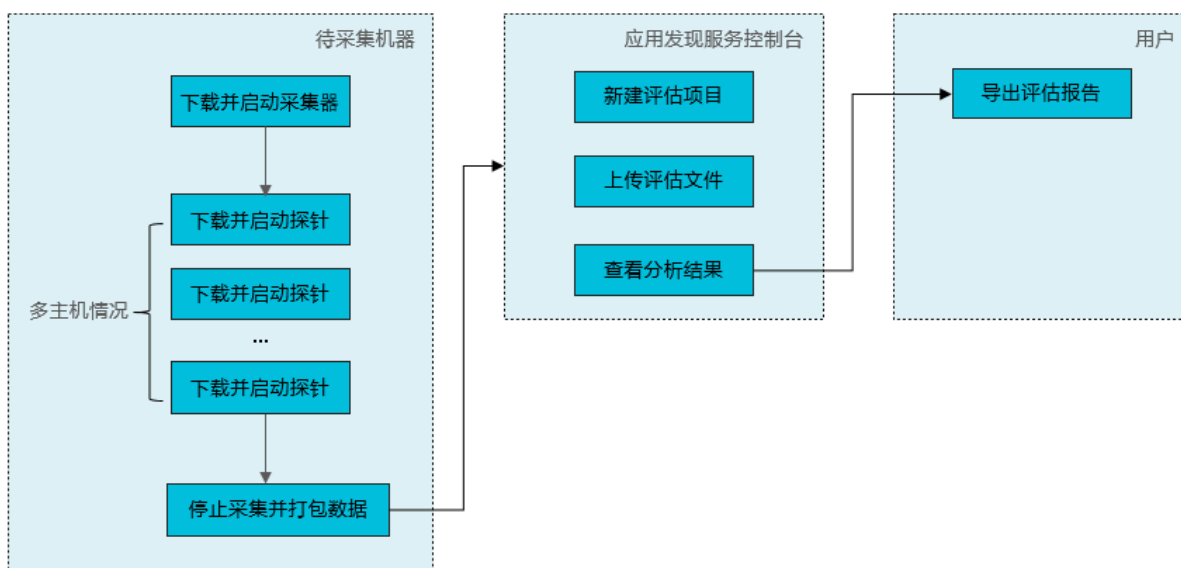 待采集机器
下载并启动采集器
下载并启动探针
多主机情况
下载并启动探针
...
下载并启动探针
停止采集并打包数据
应用发现服务控制台
新建评估项目
上传评估文件
查看分析结果
用户
导出评估报告